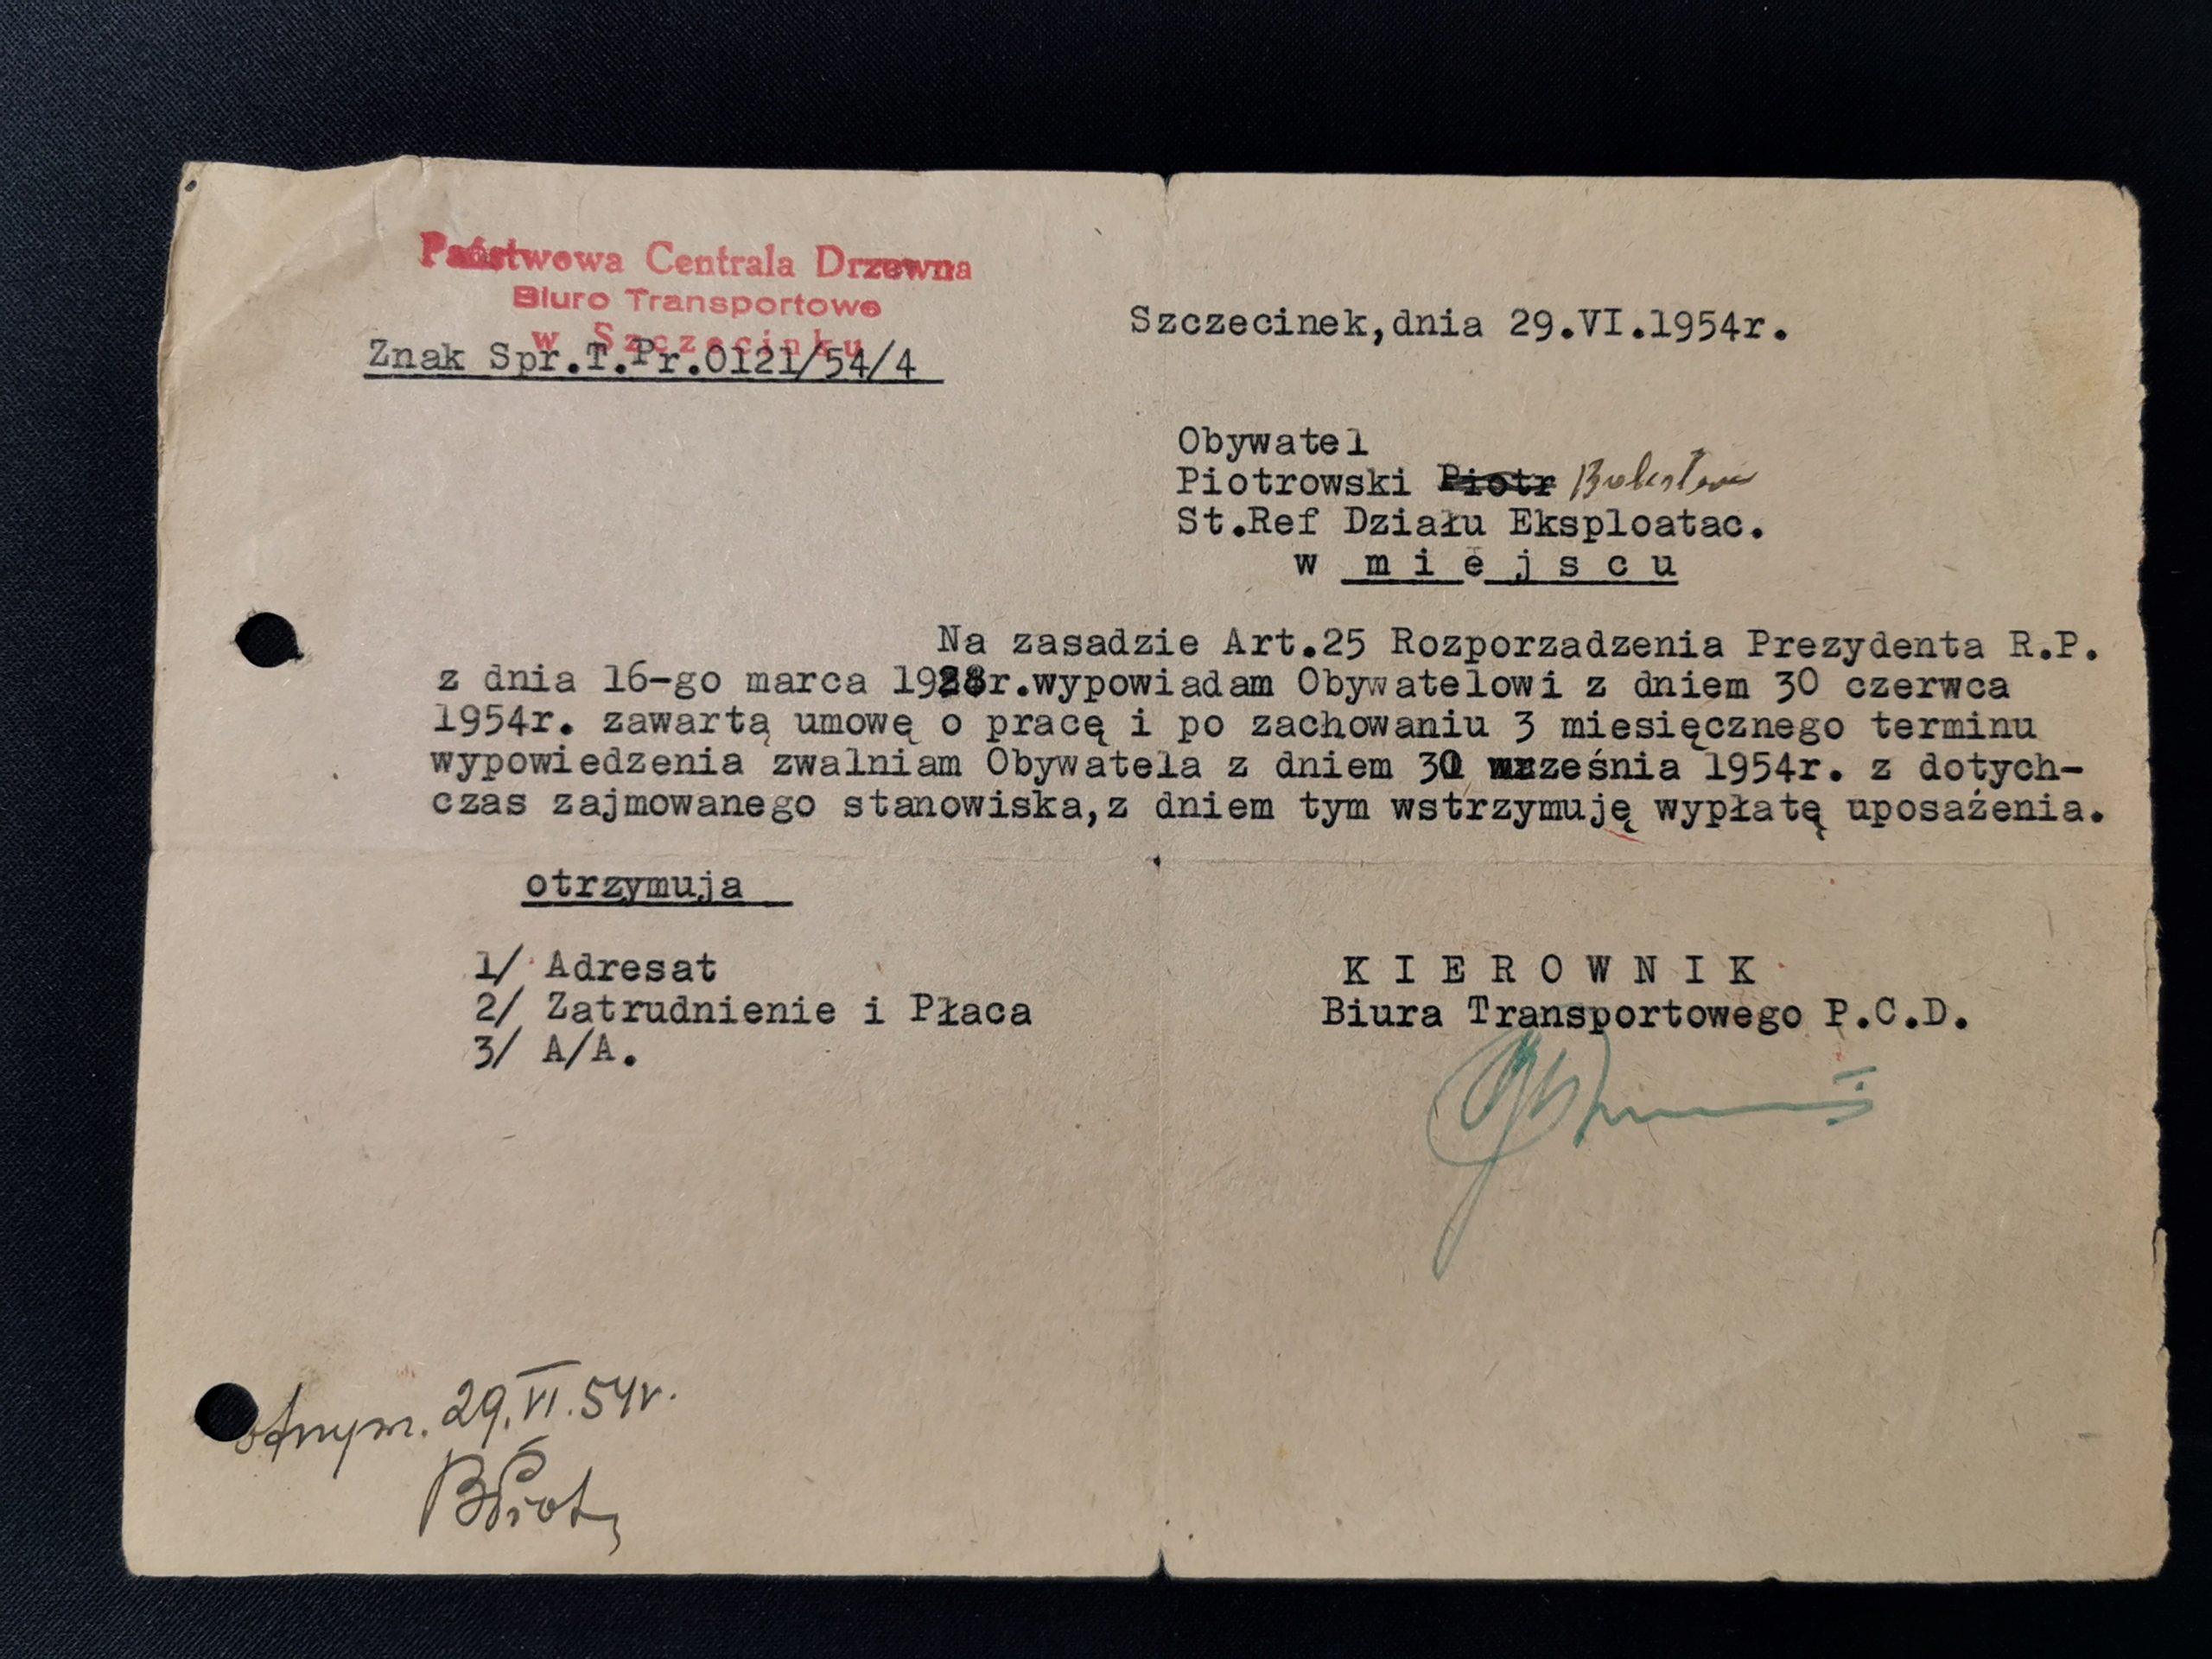 Państwowa Centrala Drzewna
Biuro Transportowe
w Szczecinku
Znak Spr.T.Pr.0121/54/4
Szczecinek,dnia 29.VI.1954r.
Obywatel
Piotrowski Piotr Bolesław
St.Ref Działu Eksploatac.
w m i e j s c u
Na zasadzie Art.25 Rozporzadzenia Prezydenta R.P.
z dnia 16-go marca 1928r.wypowiadam Obywatelowi z dniem 30 czerwca
1954r. zawartą umowę o pracę i po zachowaniu 3 miesięcznego terminu
wypowiedzenia zwalniam Obywatela z dniem 30 września 1954r. z dotych-
czas zajmowanego stanowiska,z dniem tym wstrzymuję wypłatę uposażenia.
otrzymuja
1/ Adresat
2/ Zatrudnienie i Płaca
3/ A/A.
K I E R O W N I K
Biura Transportowego P.C.D.
otrzym. 29.VI.54r.
BPiotr